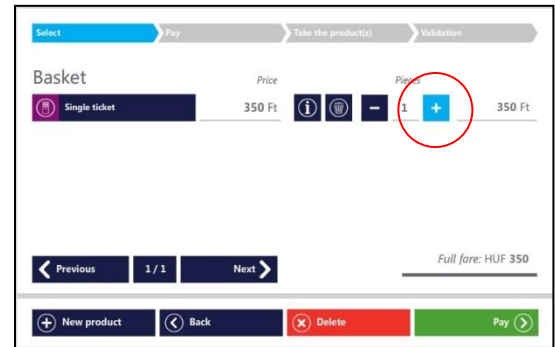 Select Pay Take the product(s) Validation
Basket Price Pieces
Single ticket 350 Ft i - 1 + 350 Ft
Previous 1 / 1 Next Full fare: HUF 350
+ New product Back Delete Pay